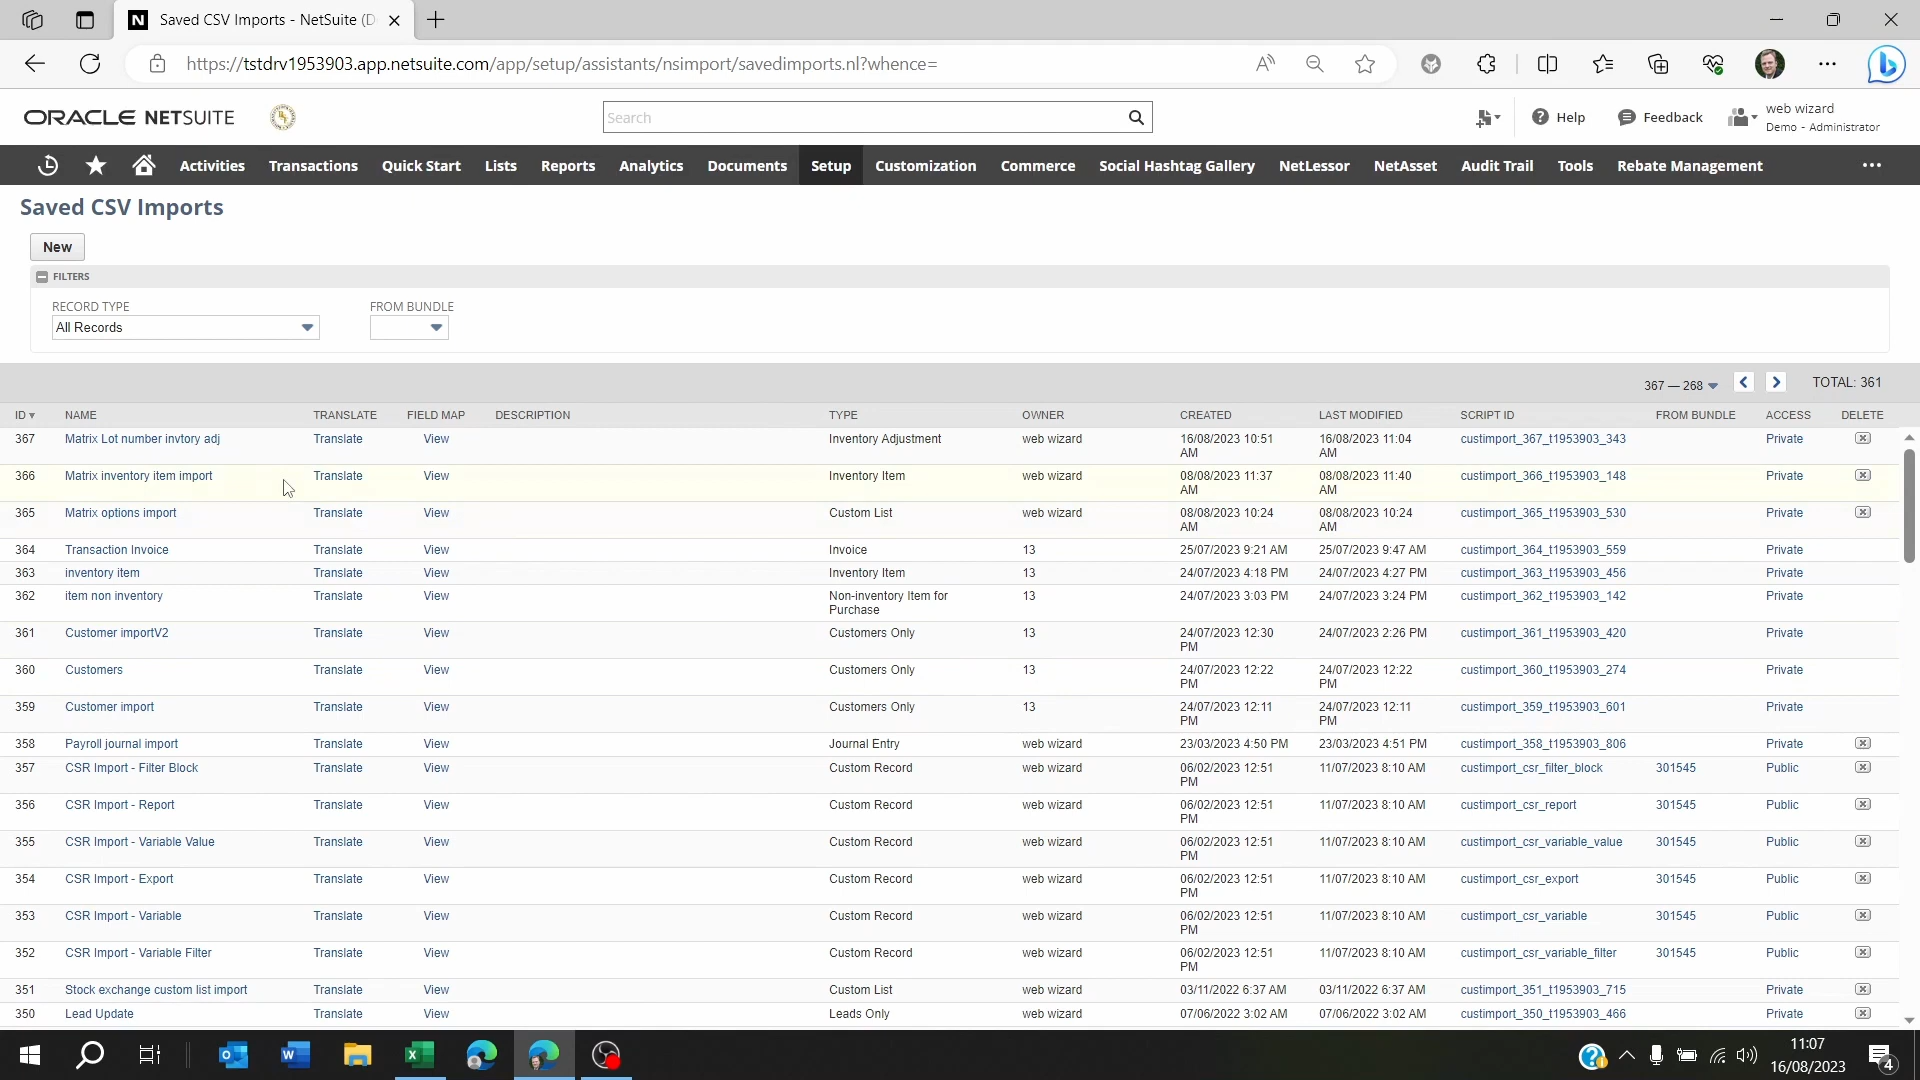 Saved CSV Imports - NetSuite (D
https://tstdrv1953903.app.netsuite.com/app/setup/assistants/nsimport/savedimports.nl?whence=
ORACLE NETSUITE
Search
Help
Feedback
web wizard
Demo - Administrator
Activities Transactions Quick Start Lists Reports Analytics Documents Setup Customization Commerce Social Hashtag Gallery NetLessor NetAsset Audit Trail Tools Rebate Management
Saved CSV Imports
New
FILTERS
RECORD TYPE FROM BUNDLE
All Records
367 — 268 TOTAL: 361
ID NAME TRANSLATE FIELD MAP DESCRIPTION TYPE OWNER CREATED LAST MODIFIED SCRIPT ID FROM BUNDLE ACCESS DELETE
367 Matrix Lot number invtory adj Translate View Inventory Adjustment web wizard 16/08/2023 10:51 16/08/2023 11:04 custimport_367_t1953903_343 Private
AM AM
366 Matrix inventory item import Translate View Inventory Item web wizard 08/08/2023 11:37 08/08/2023 11:40 custimport_366_t1953903_148 Private
AM AM
365 Matrix options import Translate View Custom List web wizard 08/08/2023 10:24 08/08/2023 10:24 custimport_365_t1953903_530 Private
AM AM
364 Transaction Invoice Translate View Invoice 13 25/07/2023 9:21 AM 25/07/2023 9:47 AM custimport_364_t1953903_559 Private
363 inventory item Translate View Inventory Item 13 24/07/2023 4:18 PM 24/07/2023 4:27 PM custimport_363_t1953903_456 Private
362 item non inventory Translate View Non-inventory Item for 13 24/07/2023 3:03 PM 24/07/2023 3:24 PM custimport_362_t1953903_142 Private
Purchase
361 Customer importV2 Translate View Customers Only 13 24/07/2023 12:30 24/07/2023 2:26 PM custimport_361_t1953903_420 Private
PM
360 Customers Translate View Customers Only 13 24/07/2023 12:22 24/07/2023 12:22 custimport_360_t1953903_274 Private
PM PM
359 Customer import Translate View Customers Only 13 24/07/2023 12:11 24/07/2023 12:11 custimport_359_t1953903_601 Private
PM PM
358 Payroll journal import Translate View Journal Entry web wizard 23/03/2023 4:50 PM 23/03/2023 4:51 PM custimport_358_t1953903_806 Private
357 CSR Import - Filter Block Translate View Custom Record web wizard 06/02/2023 12:51 11/07/2023 8:10 AM custimport_csr_filter_block 301545 Public
PM
356 CSR Import - Report Translate View Custom Record web wizard 06/02/2023 12:51 11/07/2023 8:10 AM custimport_csr_report 301545 Public
PM
355 CSR Import - Variable Value Translate View Custom Record web wizard 06/02/2023 12:51 11/07/2023 8:10 AM custimport_csr_variable_value 301545 Public
PM
354 CSR Import - Export Translate View Custom Record web wizard 06/02/2023 12:51 11/07/2023 8:10 AM custimport_csr_export 301545 Public
PM
353 CSR Import - Variable Translate View Custom Record web wizard 06/02/2023 12:51 11/07/2023 8:10 AM custimport_csr_variable 301545 Public
PM
352 CSR Import - Variable Filter Translate View Custom Record web wizard 06/02/2023 12:51 11/07/2023 8:10 AM custimport_csr_variable_filter 301545 Public
PM
351 Stock exchange custom list import Translate View Custom List web wizard 03/11/2022 6:37 AM 03/11/2022 6:37 AM custimport_351_t1953903_715 Private
350 Lead Update Translate View Leads Only web wizard 07/06/2022 3:02 AM 07/06/2022 3:02 AM custimport_350_t1953903_466 Private
11:07
16/08/2023
4